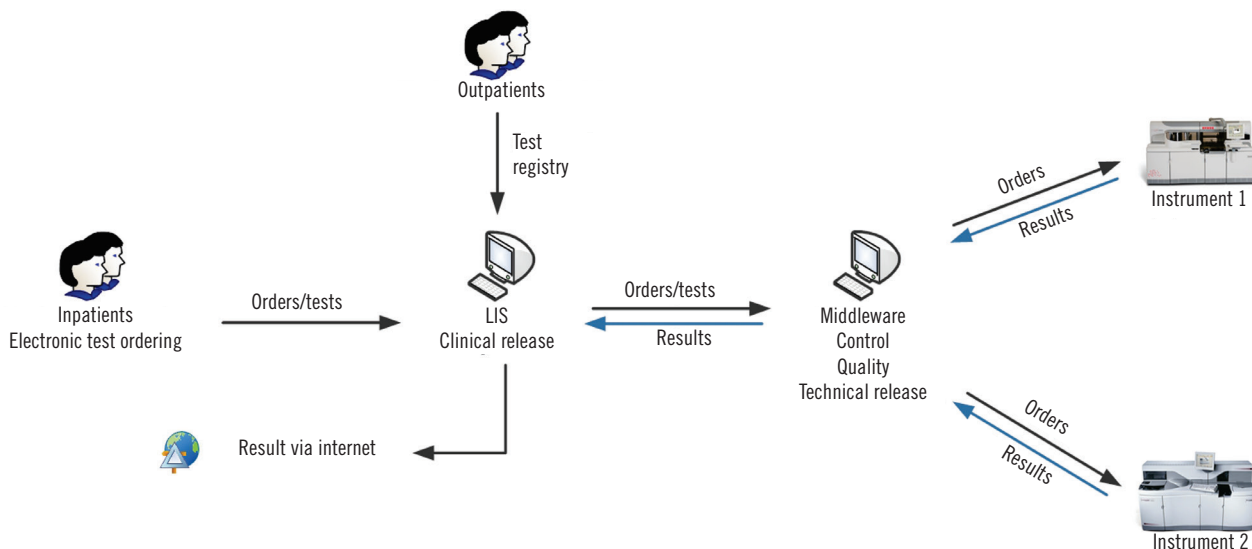 Outpatients
Test
registry
Orders
Results
Instrument 1
Inpatients
Electronic test ordering
Orders/tests
LIS
Clinical release
Orders/tests
Results
Middleware
Control
Quality
Technical release
Orders
Results
Result via internet
Instrument 2